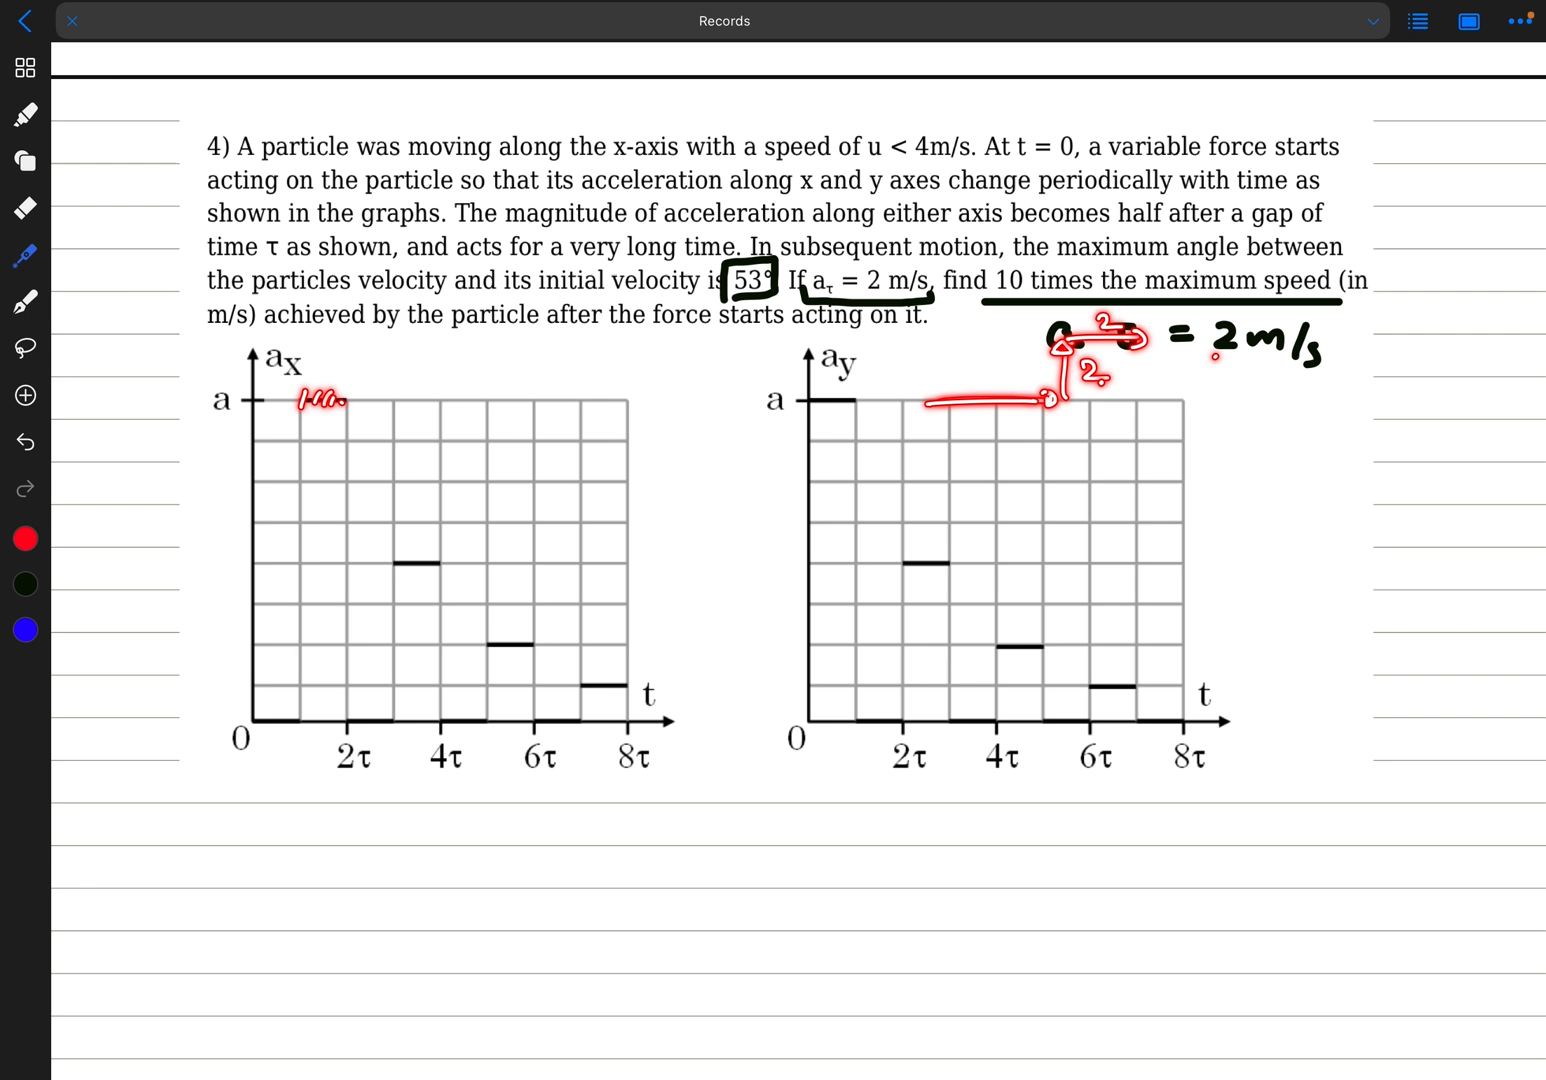 Records
4) A particle was moving along the x-axis with a speed of u < 4m/s. At t = 0, a variable force starts
acting on the particle so that its acceleration along x and y axes change periodically with time as
shown in the graphs. The magnitude of acceleration along either axis becomes half after a gap of
time τ as shown, and acts for a very long time. In subsequent motion, the maximum angle between
the particles velocity and its initial velocity is 53° If aτ = 2 m/s, find 10 times the maximum speed (in
m/s) achieved by the particle after the force starts acting on it.
= 2 m/s
2
2
ax
a
0
2τ
4τ
6τ
8τ
t
ay
a
0
2τ
4τ
6τ
8τ
t